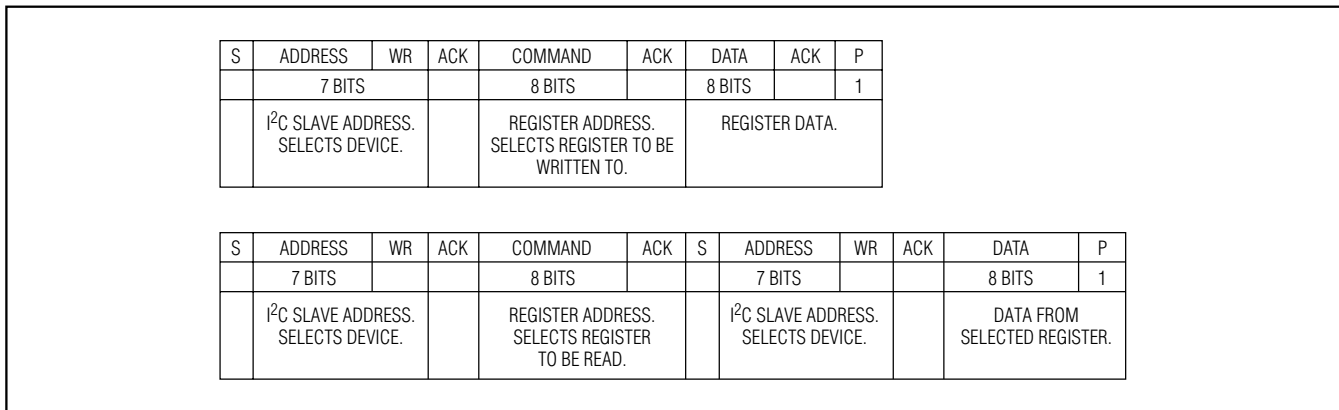 S ADDRESS WR ACK COMMAND ACK DATA ACK P
7 BITS 8 BITS 8 BITS 1
I²C SLAVE ADDRESS. REGISTER ADDRESS. REGISTER DATA.
SELECTS DEVICE. SELECTS REGISTER TO BE
WRITTEN TO.
S ADDRESS WR ACK COMMAND ACK S ADDRESS WR ACK DATA P
7 BITS 8 BITS 7 BITS 8 BITS 1
I²C SLAVE ADDRESS. REGISTER ADDRESS. I²C SLAVE ADDRESS. DATA FROM
SELECTS DEVICE. SELECTS REGISTER SELECTS DEVICE. SELECTED REGISTER.
TO BE READ.